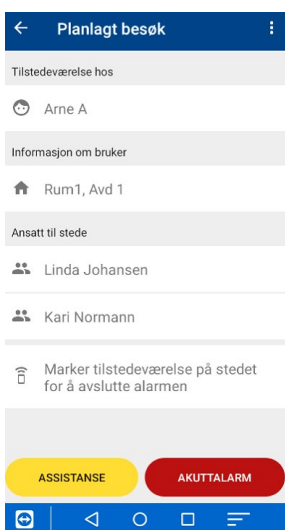 Planlagt besøk
Tilstedeværelse hos
Arne A
Informasjon om bruker
Rum1, Avd 1
Ansatt til stede
Linda Johansen
Kari Normann
Marker tilstedeværelse på stedet
for å avslutte alarmen
ASSISTANSE
AKUTTALARM